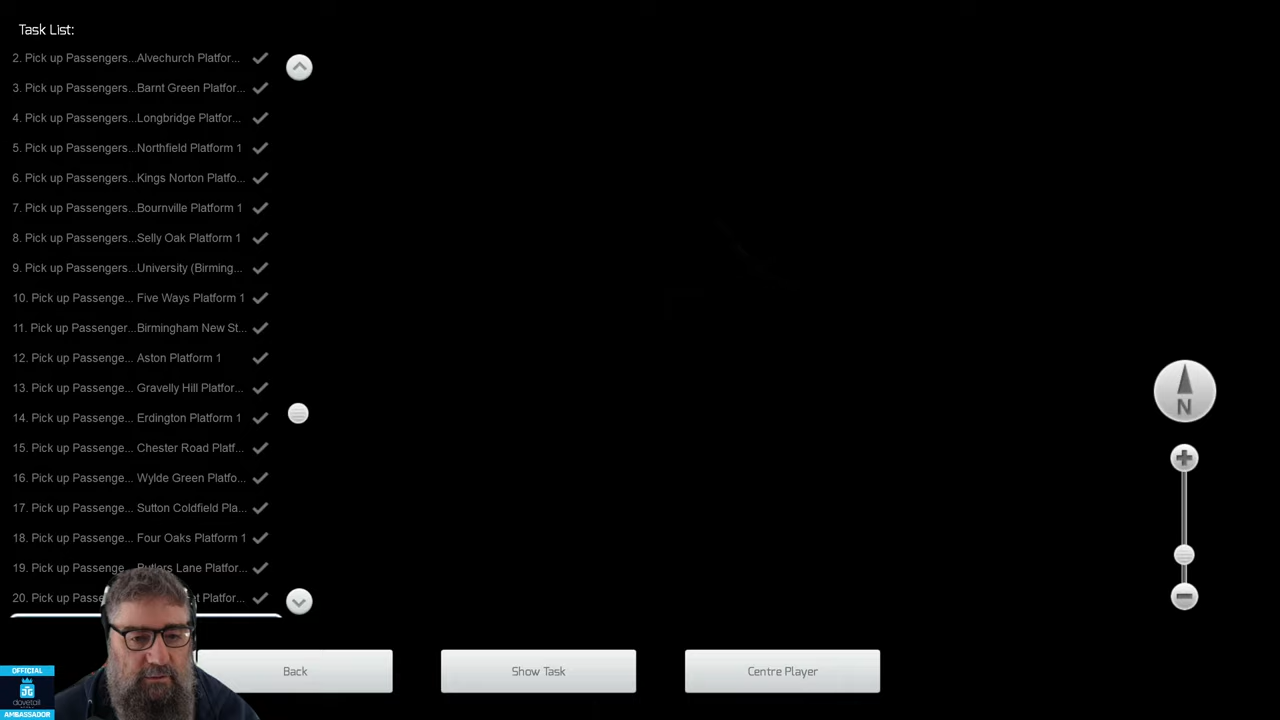 Task List:
2. Pick up Passengers...Alvechurch Platfor...
3. Pick up Passengers...Barnt Green Platfor...
4. Pick up Passengers...Longbridge Platfor...
5. Pick up Passengers...Northfield Platform 1
6. Pick up Passengers...Kings Norton Platfo...
7. Pick up Passengers...Bournville Platform 1
8. Pick up Passengers...Selly Oak Platform 1
9. Pick up Passengers...University (Birming...
10. Pick up Passenge... Five Ways Platform 1
11. Pick up Passenger...Birmingham New St...
12. Pick up Passenge... Aston Platform 1
13. Pick up Passenge... Gravelly Hill Platfor...
14. Pick up Passenge... Erdington Platform 1
15. Pick up Passenge... Chester Road Platf...
16. Pick up Passenge... Wylde Green Platfo...
17. Pick up Passenge... Sutton Coldfield Pla...
18. Pick up Passenge... Four Oaks Platform 1
19. Pick up Passenge... Butlers Lane Platfor...
20. Pick up Passe Platfor...
N
Back
Show Task
Centre Player
OFFICIAL
dovetail
AMBASSADOR